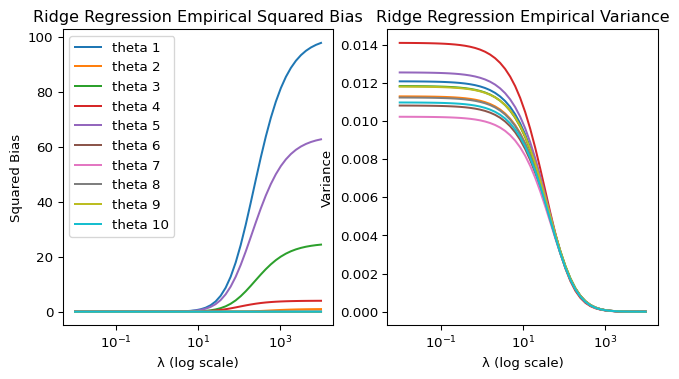 Ridge Regression Empirical Squared Bias
Squared Bias
100
80
60
40
20
0
theta 1
theta 2
theta 3
theta 4
theta 5
theta 6
theta 7
theta 8
theta 9
theta 10
10⁻¹ 10¹ 10³
λ (log scale)
Ridge Regression Empirical Variance
Variance
0.014
0.012
0.010
0.008
0.006
0.004
0.002
0.000
10⁻¹ 10¹ 10³
λ (log scale)